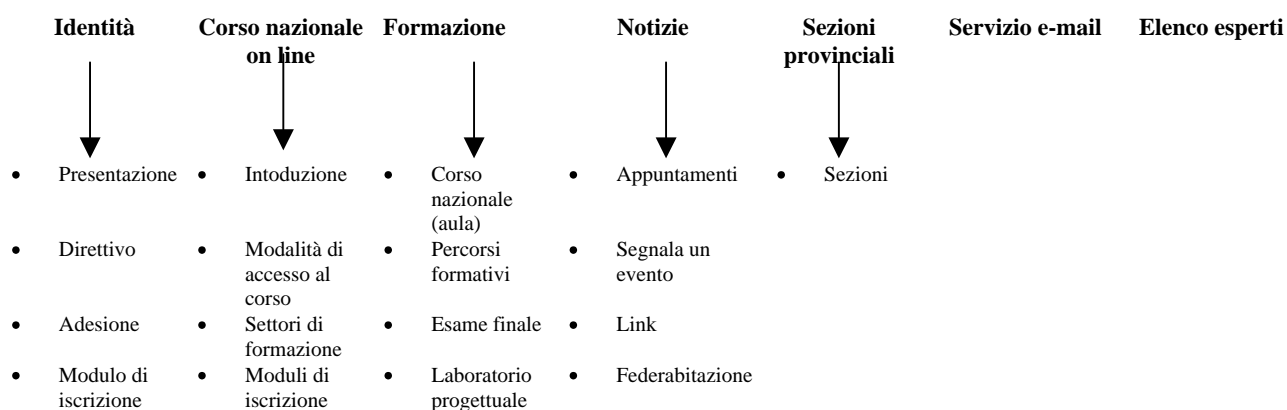 Identità Corso nazionale Formazione Notizie Sezioni Servizio e-mail Elenco esperti
on line provinciali
• Presentazione • Intoduzione • Corso • Appuntamenti • Sezioni
nazionale
(aula)
• Direttivo • Modalità di • Percorsi • Segnala un
accesso al formativi evento
corso
• Adesione • Settori di • Esame finale • Link
formazione
• Modulo di • Moduli di • Laboratorio • Federabitazione
iscrizione iscrizione progettuale